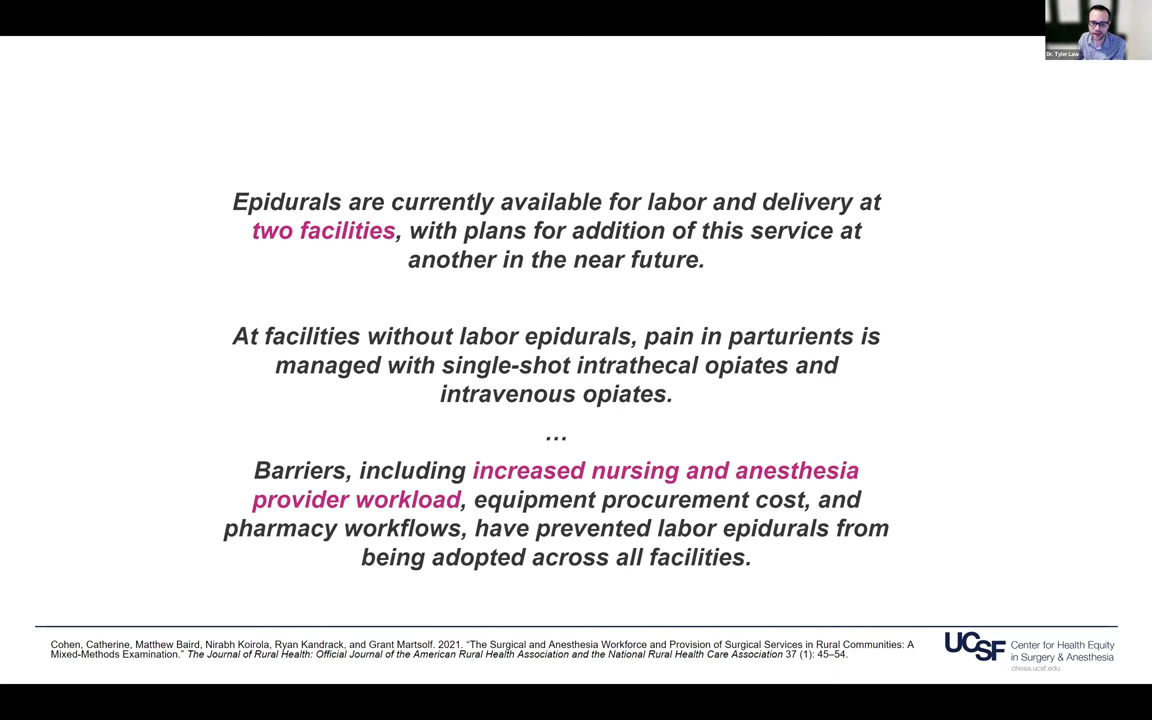 Dr. Tyler Law
Epidurals are currently available for labor and delivery at
two facilities, with plans for addition of this service at
another in the near future.
At facilities without labor epidurals, pain in parturients is
managed with single-shot intrathecal opiates and
intravenous opiates.
…
Barriers, including increased nursing and anesthesia
provider workload, equipment procurement cost, and
pharmacy workflows, have prevented labor epidurals from
being adopted across all facilities.
Cohen, Catherine, Matthew Baird, Nirabh Koirola, Ryan Kandrack, and Grant Martsolf. 2021. “The Surgical and Anesthesia Workforce and Provision of Surgical Services in Rural Communities: A
Mixed-Methods Examination.” The Journal of Rural Health: Official Journal of the American Rural Health Association and the National Rural Health Care Association 37 (1): 45–54.
UCSF
Center for Health Equity
in Surgery & Anesthesia
chesa.ucsf.edu